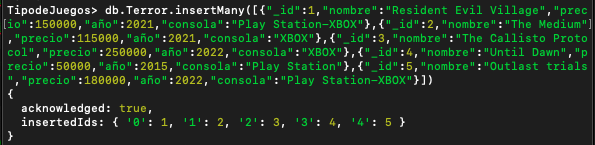 TipodeJuegos> db.Terror.insertMany([{"_id":1,"nombre":"Resident Evil Village","prec
io":150000,"año":2021,"consola":"Play Station-XBOX"},{"_id":2,"nombre":"The Medium"
,"precio":115000,"año":2021,"consola":"XBOX"},{"_id":3,"nombre":"The Callisto Proto
col","precio":250000,"año":2022,"consola":"XBOX"},{"_id":4,"nombre":"Until Dawn","p
recio":50000,"año":2015,"consola":"Play Station"},{"_id":5,"nombre":"Outlast trials
","precio":180000,"año":2022,"consola":"Play Station-XBOX"}])
{
  acknowledged: true,
  insertedIds: { '0': 1, '1': 2, '2': 3, '3': 4, '4': 5 }
}